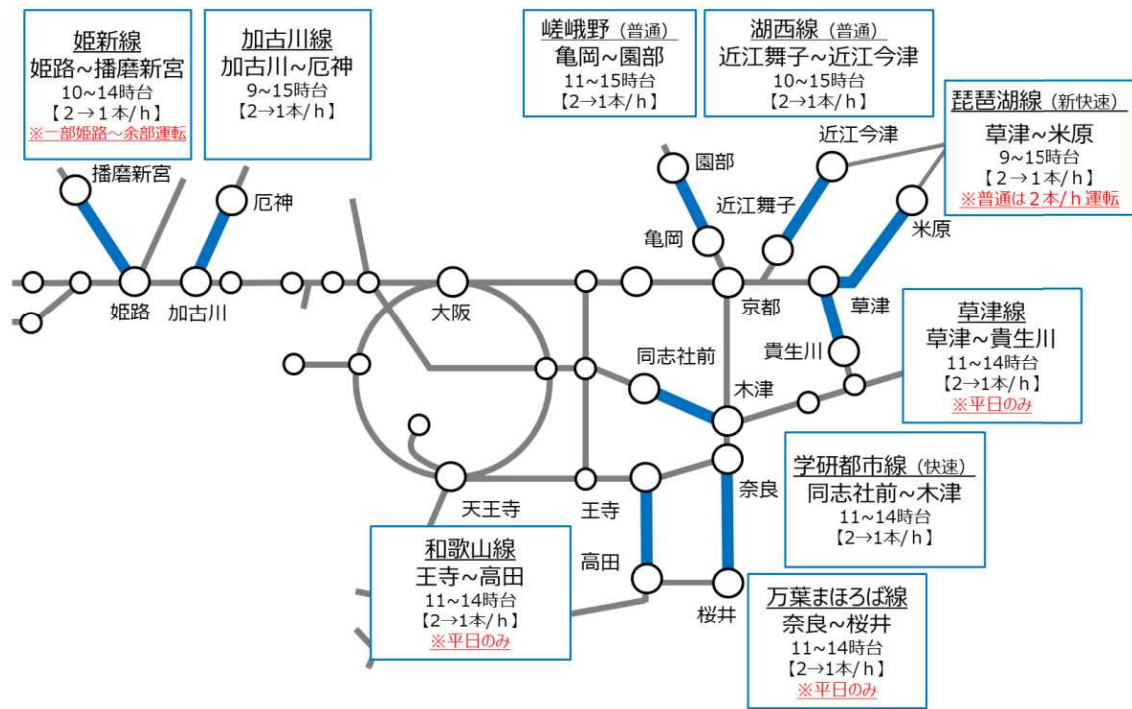 姫新線
姫路~播磨新宮
10~14時台
【2→1本/h】
※一部姫路～余部運転
加古川線
加古川~厄神
9~15時台
【2→1本/h】
嵯峨野（普通）
亀岡~園部
11~15時台
【2→1本/h】
湖西線（普通）
近江舞子~近江今津
10~15時台
【2→1本/h】
琵琶湖線（新快速）
草津~米原
9~15時台
【2→1本/h】
※普通は２本/ｈ運転
播磨新宮
厄神
園部
近江今津
近江舞子
亀岡
米原
姫路
加古川
大阪
京都
草津
草津線
草津~貴生川
11~14時台
【2→1本/h】
※平日のみ
同志社前
貴生川
木津
学研都市線（快速）
同志社前~木津
11~14時台
【2→1本/h】
天王寺
王寺
奈良
和歌山線
王寺~高田
11~14時台
【2→1本/h】
※平日のみ
高田
桜井
万葉まほろば線
奈良~桜井
11~14時台
【2→1本/h】
※平日のみ